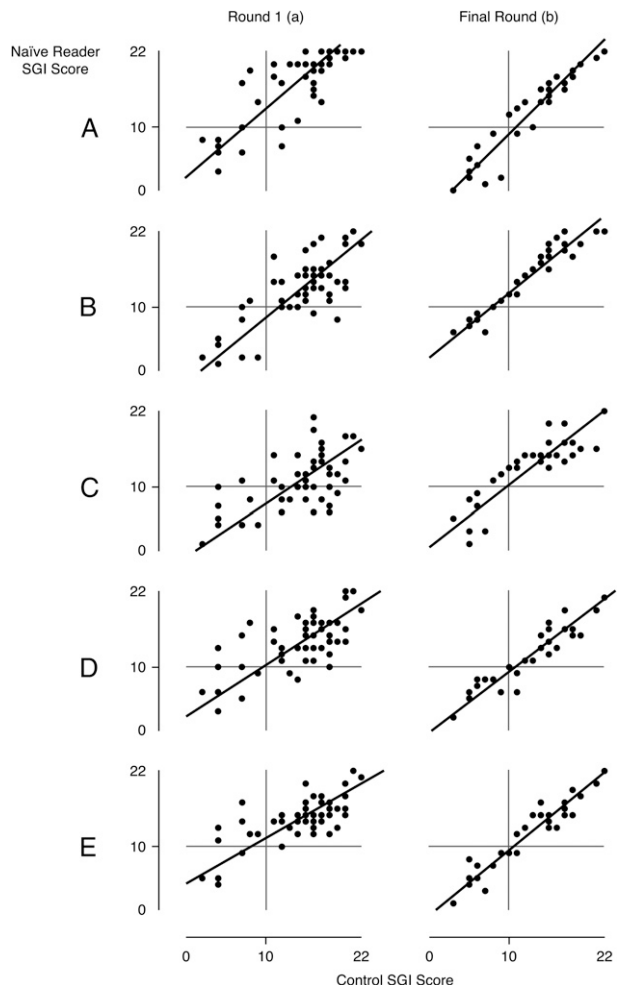 Round 1 (a)
Final Round (b)
Naïve Reader
SGI Score
A
22
10
0
B
22
10
0
C
22
10
0
D
22
10
0
E
22
10
0
0 10 22
0 10 22
Control SGI Score